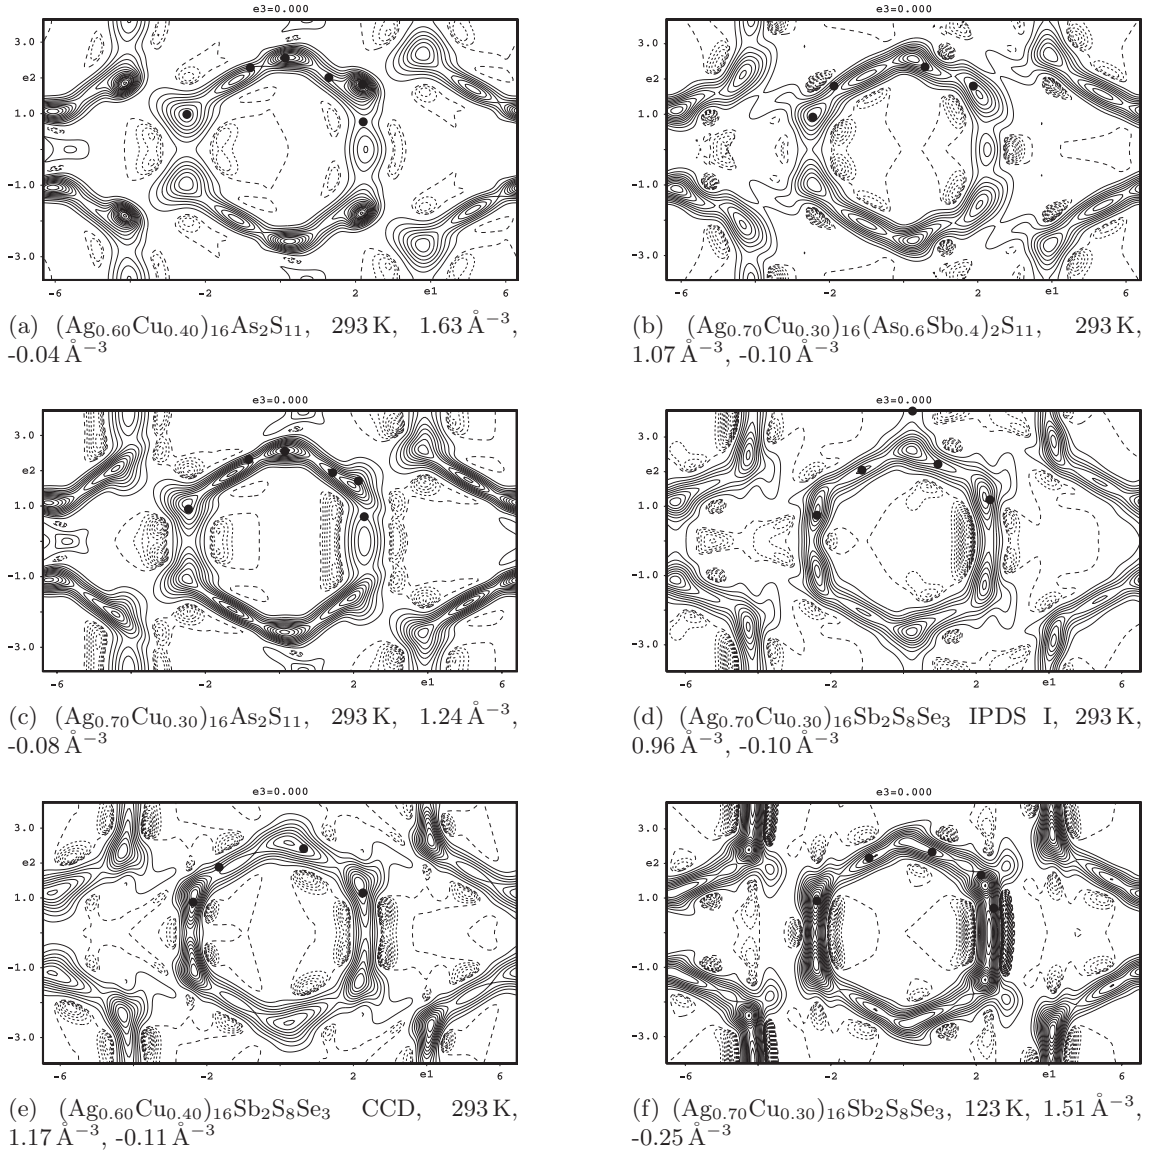 e3=0.000
3.0
e2
1.0
-1.0
-3.0
-6
-2
2
e1
6
(a) (Ag0.60Cu0.40)16As2S11, 293 K, 1.63 Å−3,
-0.04 Å−3
e3=0.000
3.0
e2
1.0
-1.0
-3.0
-6
-2
2
e1
6
(b) (Ag0.70Cu0.30)16(As0.6Sb0.4)2S11, 293 K,
1.07 Å−3, -0.10 Å−3
e3=0.000
3.0
e2
1.0
-1.0
-3.0
-6
-2
2
e1
6
(c) (Ag0.70Cu0.30)16As2S11, 293 K, 1.24 Å−3,
-0.08 Å−3
e3=0.000
3.0
e2
1.0
-1.0
-3.0
-6
-2
2
e1
6
(d) (Ag0.70Cu0.30)16Sb2S8Se3 IPDS I, 293 K,
0.96 Å−3, -0.10 Å−3
e3=0.000
3.0
e2
1.0
-1.0
-3.0
-6
-2
2
e1
6
(e) (Ag0.60Cu0.40)16Sb2S8Se3 CCD, 293 K,
1.17 Å−3, -0.11 Å−3
e3=0.000
3.0
e2
1.0
-1.0
-3.0
-6
-2
2
e1
6
(f) (Ag0.70Cu0.30)16Sb2S8Se3, 123 K, 1.51 Å−3,
-0.25 Å−3